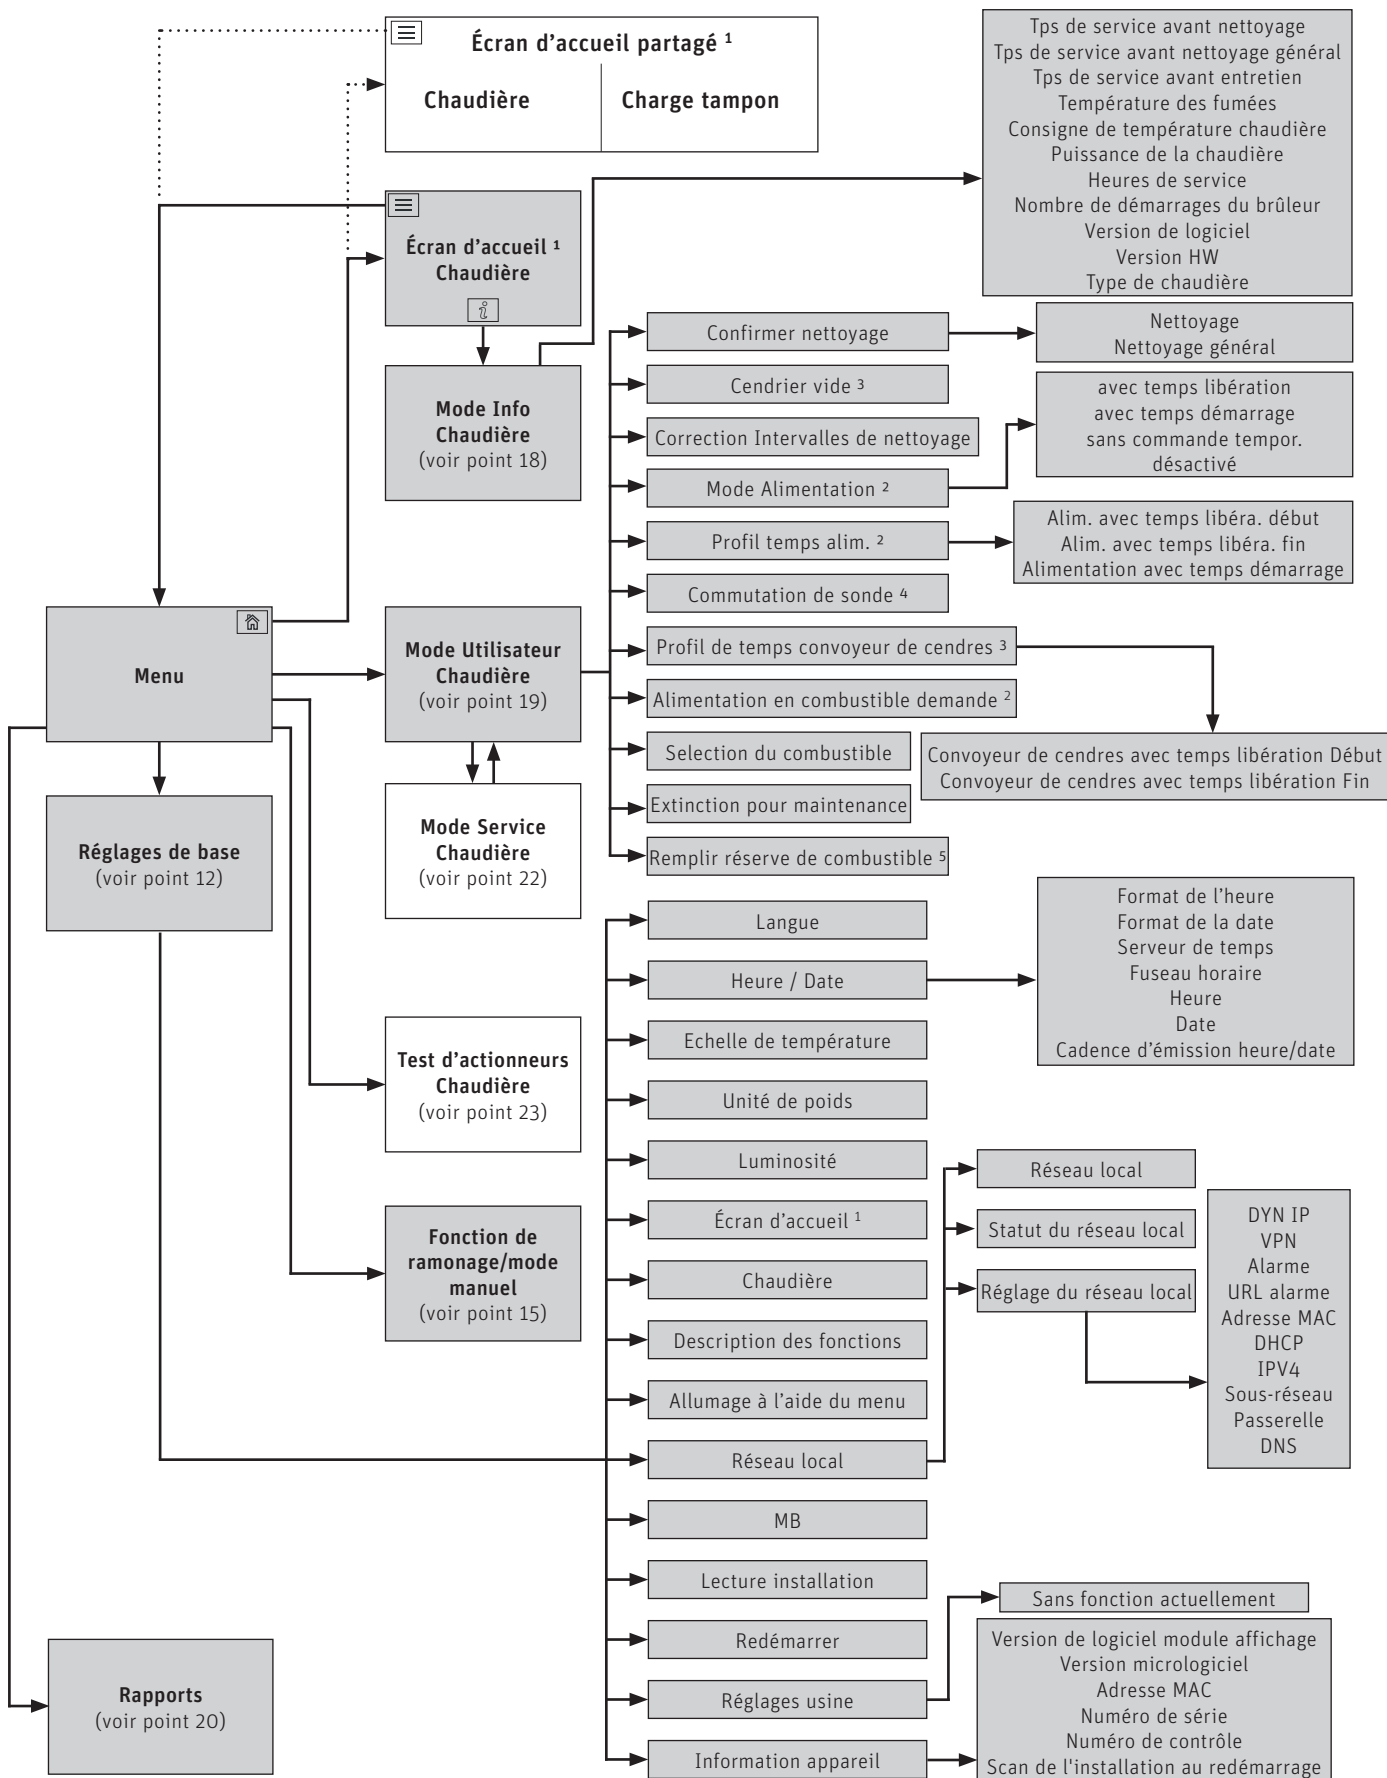 Écran d'accueil partagé ¹
Chaudière
Charge tampon
Tps de service avant nettoyage
Tps de service avant nettoyage général
Tps de service avant entretien
Température des fumées
Consigne de température chaudière
Puissance de la chaudière
Heures de service
Nombre de démarrages du brûleur
Version de logiciel
Version HW
Type de chaudière
Écran d'accueil ¹
Chaudière
i
Mode Info
Chaudière
(voir point 18)
Confirmer nettoyage
Nettoyage
Nettoyage général
Cendrier vide ³
Correction Intervalles de nettoyage
Mode Alimentation ²
avec temps libération
avec temps démarrage
sans commande tempor.
désactivé
Profil temps alim. ²
Alim. avec temps libéra. début
Alim. avec temps libéra. fin
Alimentation avec temps démarrage
Commutation de sonde ⁴
Profil de temps convoyeur de cendres ³
Alimentation en combustible demande ²
Selection du combustible
Convoyeur de cendres avec temps libération Début
Convoyeur de cendres avec temps libération Fin
Extinction pour maintenance
Remplir réserve de combustible ⁵
Menu
Mode Utilisateur
Chaudière
(voir point 19)
Mode Service
Chaudière
(voir point 22)
Réglages de base
(voir point 12)
Test d'actionneurs
Chaudière
(voir point 23)
Fonction de
ramonage/mode
manuel
(voir point 15)
Rapports
(voir point 20)
Langue
Heure / Date
Format de l'heure
Format de la date
Serveur de temps
Fuseau horaire
Heure
Date
Cadence d'émission heure/date
Echelle de température
Unité de poids
Luminosité
Écran d'accueil ¹
Chaudière
Description des fonctions
Allumage à l'aide du menu
Réseau local
Réseau local
Statut du réseau local
Réglage du réseau local
DYN IP
VPN
Alarme
URL alarme
Adresse MAC
DHCP
IPV4
Sous-réseau
Passerelle
DNS
MB
Lecture installation
Redémarrer
Réglages usine
Sans fonction actuellement
Information appareil
Version de logiciel module affichage
Version micrologiciel
Adresse MAC
Numéro de série
Numéro de contrôle
Scan de l'installation au redémarrage